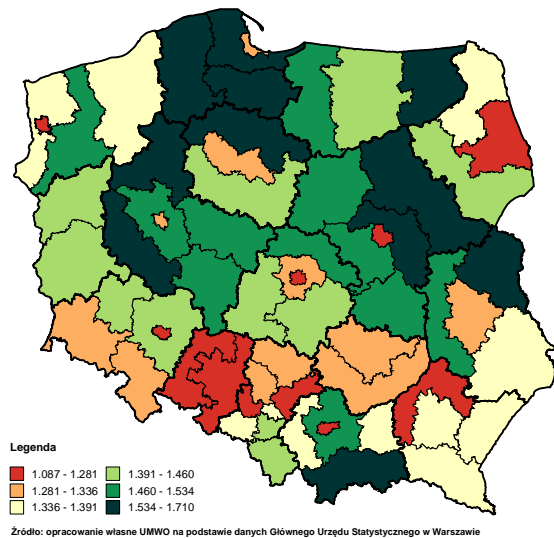 Legenda
1.087 - 1.281 1.391 - 1.460
1.281 - 1.336 1.460 - 1.534
1.336 - 1.391 1.534 - 1.710
Źródło: opracowanie własne UMWO na podstawie danych Głównego Urzędu Statystycznego w Warszawie